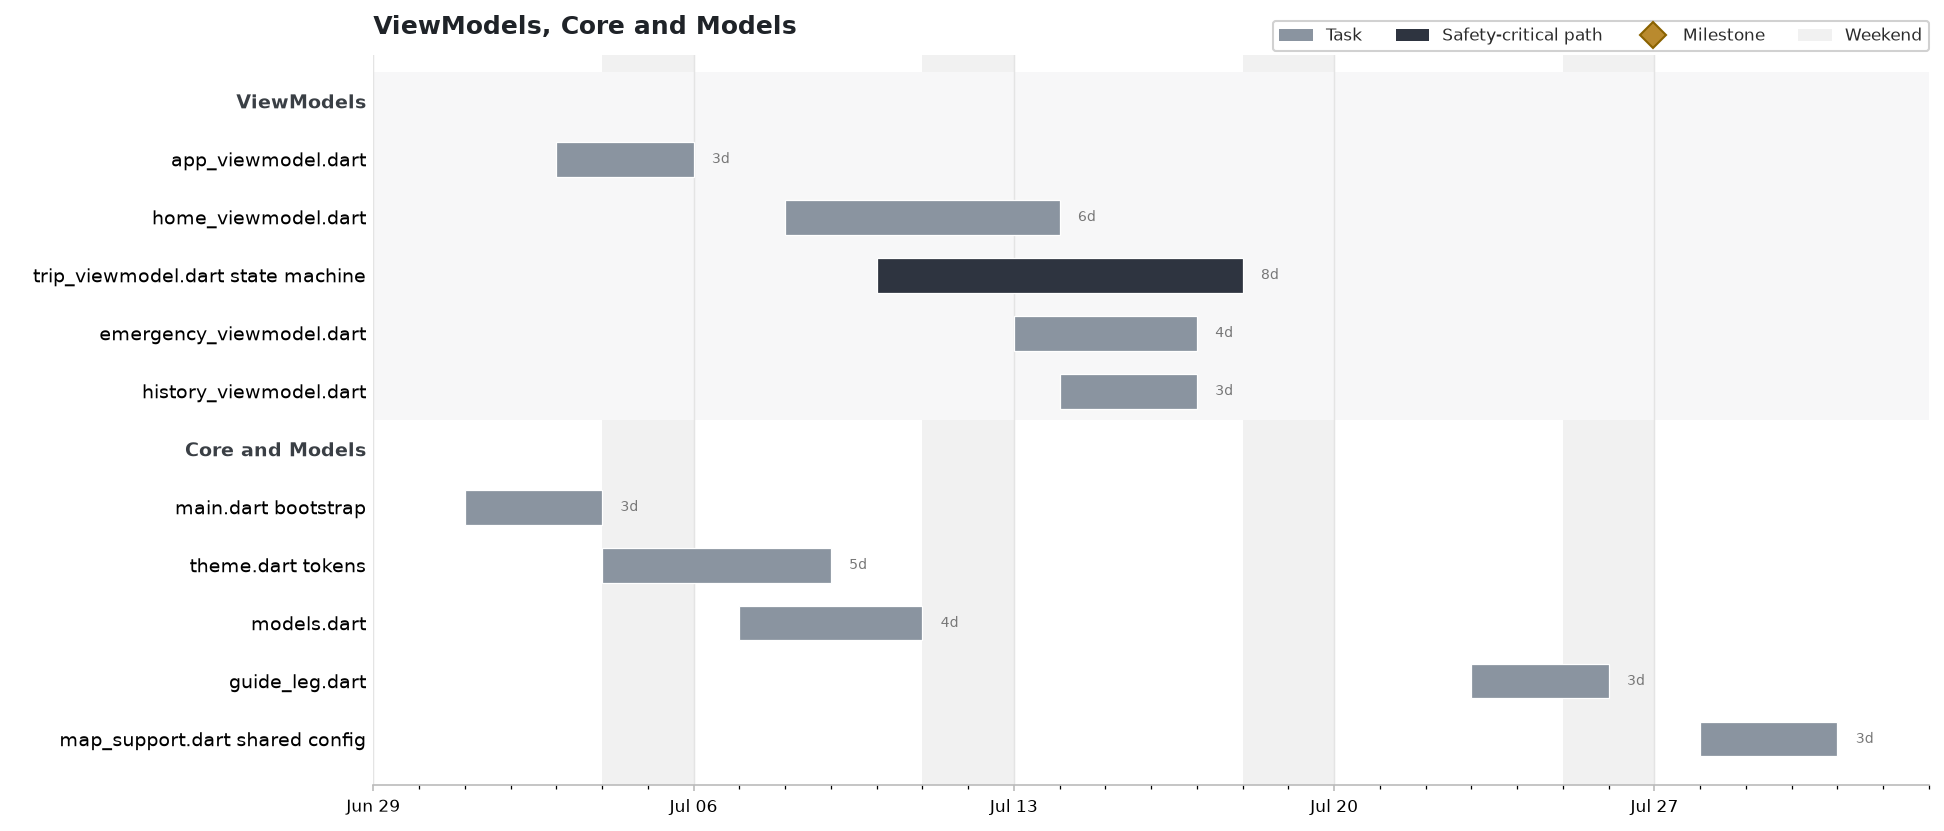 ViewModels, Core and Models
Task
Safety-critical path
Milestone
Weekend
ViewModels
app_viewmodel.dart
3d
home_viewmodel.dart
6d
trip_viewmodel.dart state machine
8d
emergency_viewmodel.dart
4d
history_viewmodel.dart
3d
Core and Models
main.dart bootstrap
3d
theme.dart tokens
5d
models.dart
4d
guide_leg.dart
3d
map_support.dart shared config
3d
Jun 29
Jul 06
Jul 13
Jul 20
Jul 27